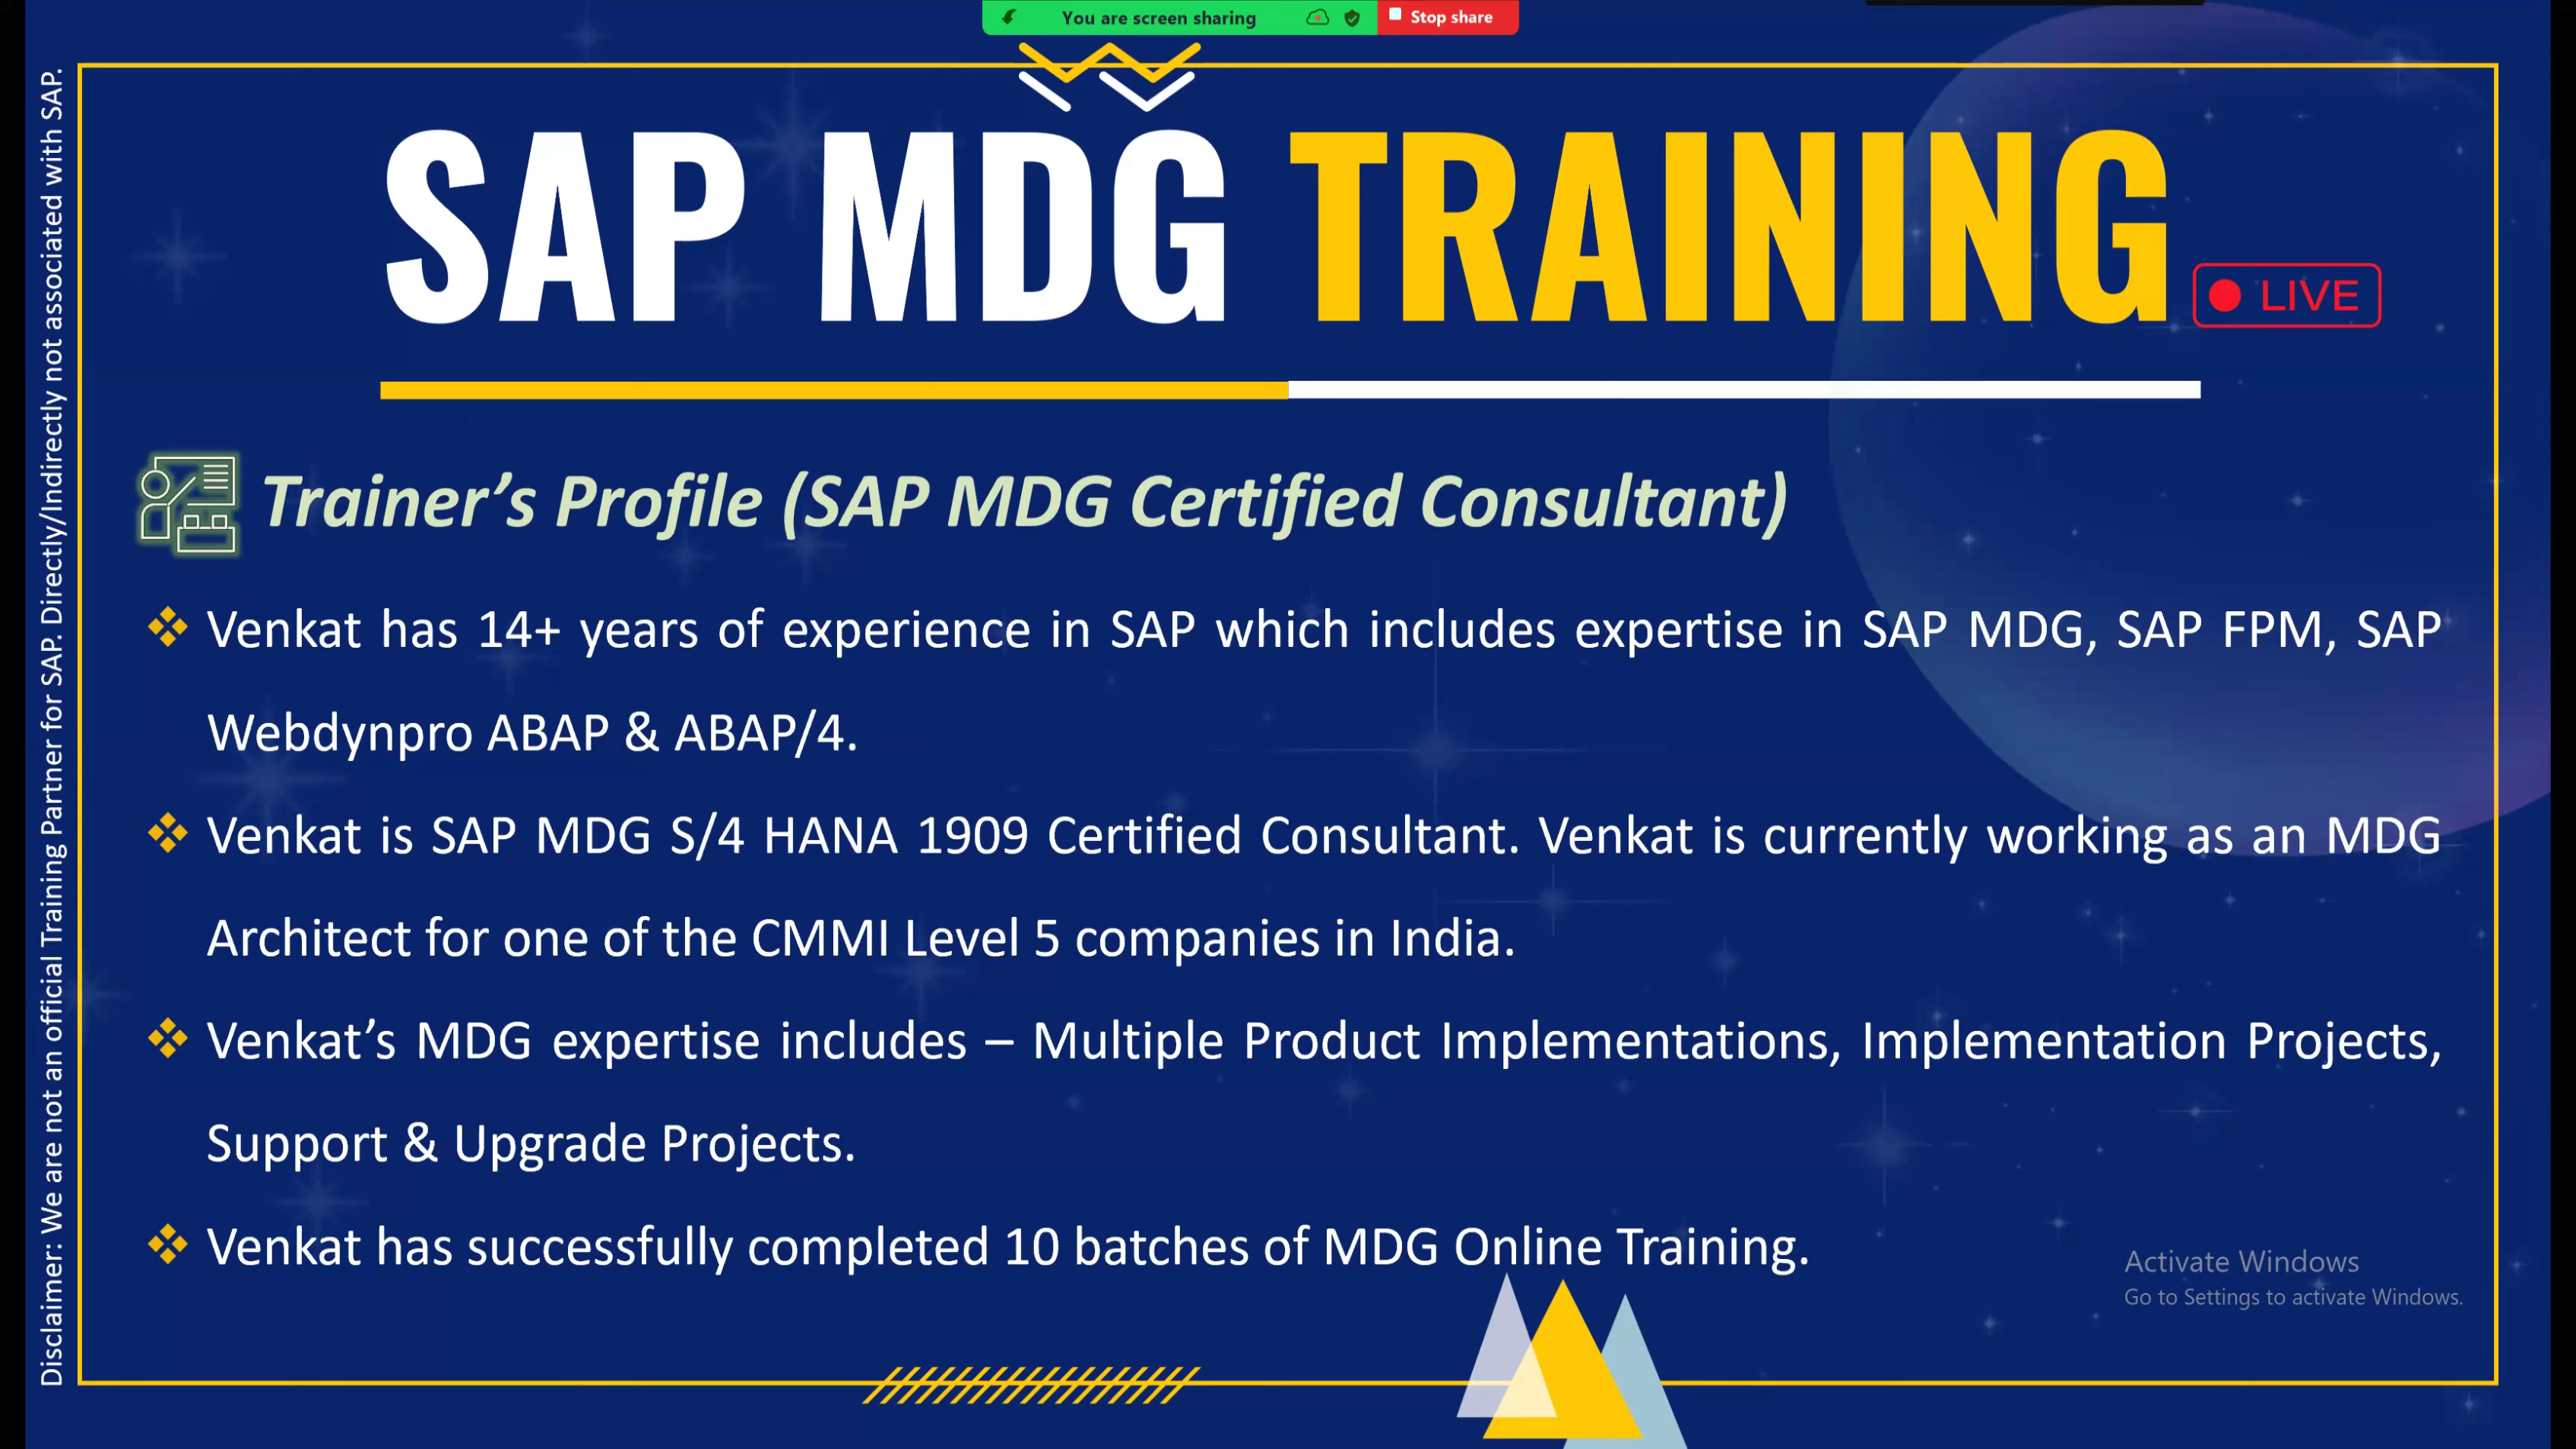 You are screen sharing
Stop share
SAP MDG TRAINING
LIVE
Trainer’s Profile (SAP MDG Certified Consultant)
Venkat has 14+ years of experience in SAP which includes expertise in SAP MDG, SAP FPM, SAP
Webdynpro ABAP & ABAP/4.
Venkat is SAP MDG S/4 HANA 1909 Certified Consultant. Venkat is currently working as an MDG
Architect for one of the CMMI Level 5 companies in India.
Venkat’s MDG expertise includes – Multiple Product Implementations, Implementation Projects,
Support & Upgrade Projects.
Venkat has successfully completed 10 batches of MDG Online Training.
Activate Windows
Go to Settings to activate Windows.
Disclaimer: We are not an official Training Partner for SAP. Directly/Indirectly not associated with SAP.